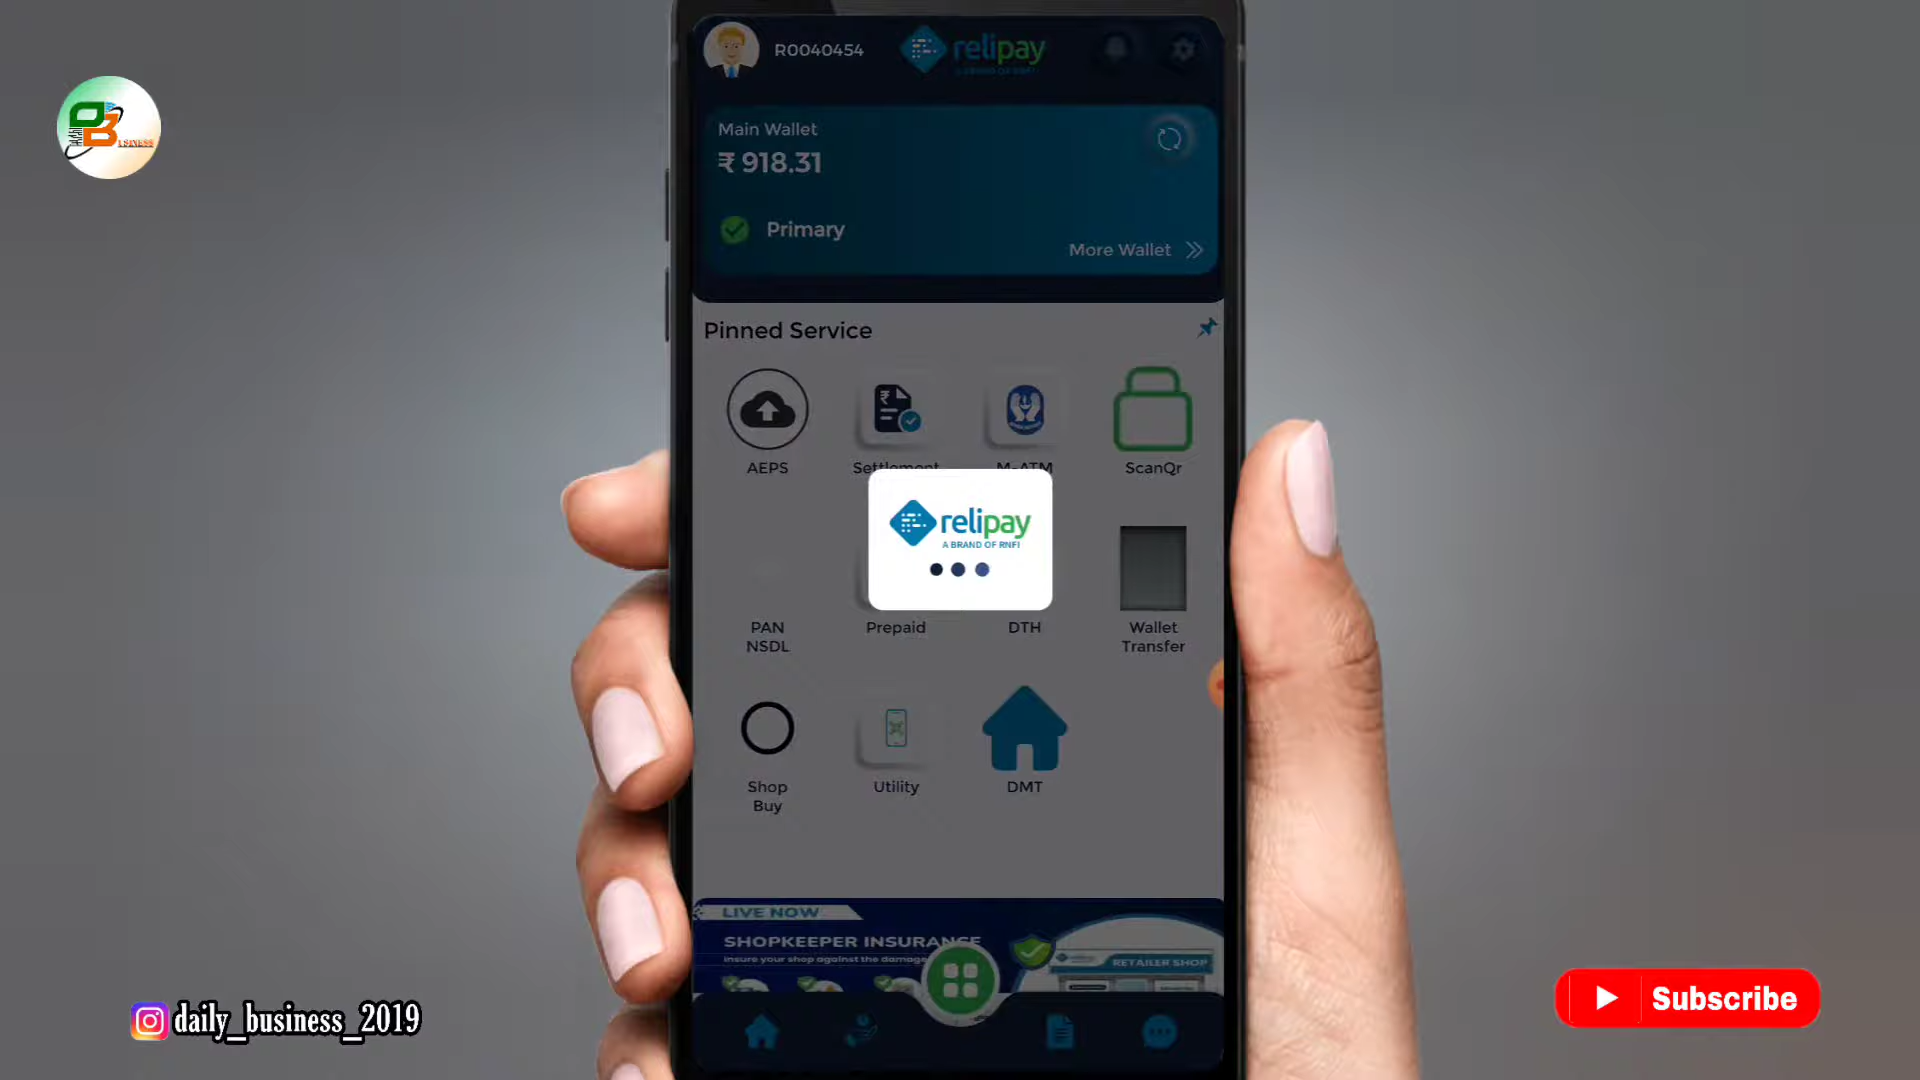 R0040454
relipay
A BRAND OF RNFI
Main Wallet
₹ 918.31
Primary
More Wallet
Pinned Service
AEPS
Settlement
M-ATM
ScanQr
relipay
A BRAND OF RNFI
PAN
NSDL
Prepaid
DTH
Wallet
Transfer
Shop
Buy
Utility
DMT
LIVE NOW
SHOPKEEPER INSURANCE
Insure your shop against the damage
RETAILER SHOP
daily_business_2019
Subscribe